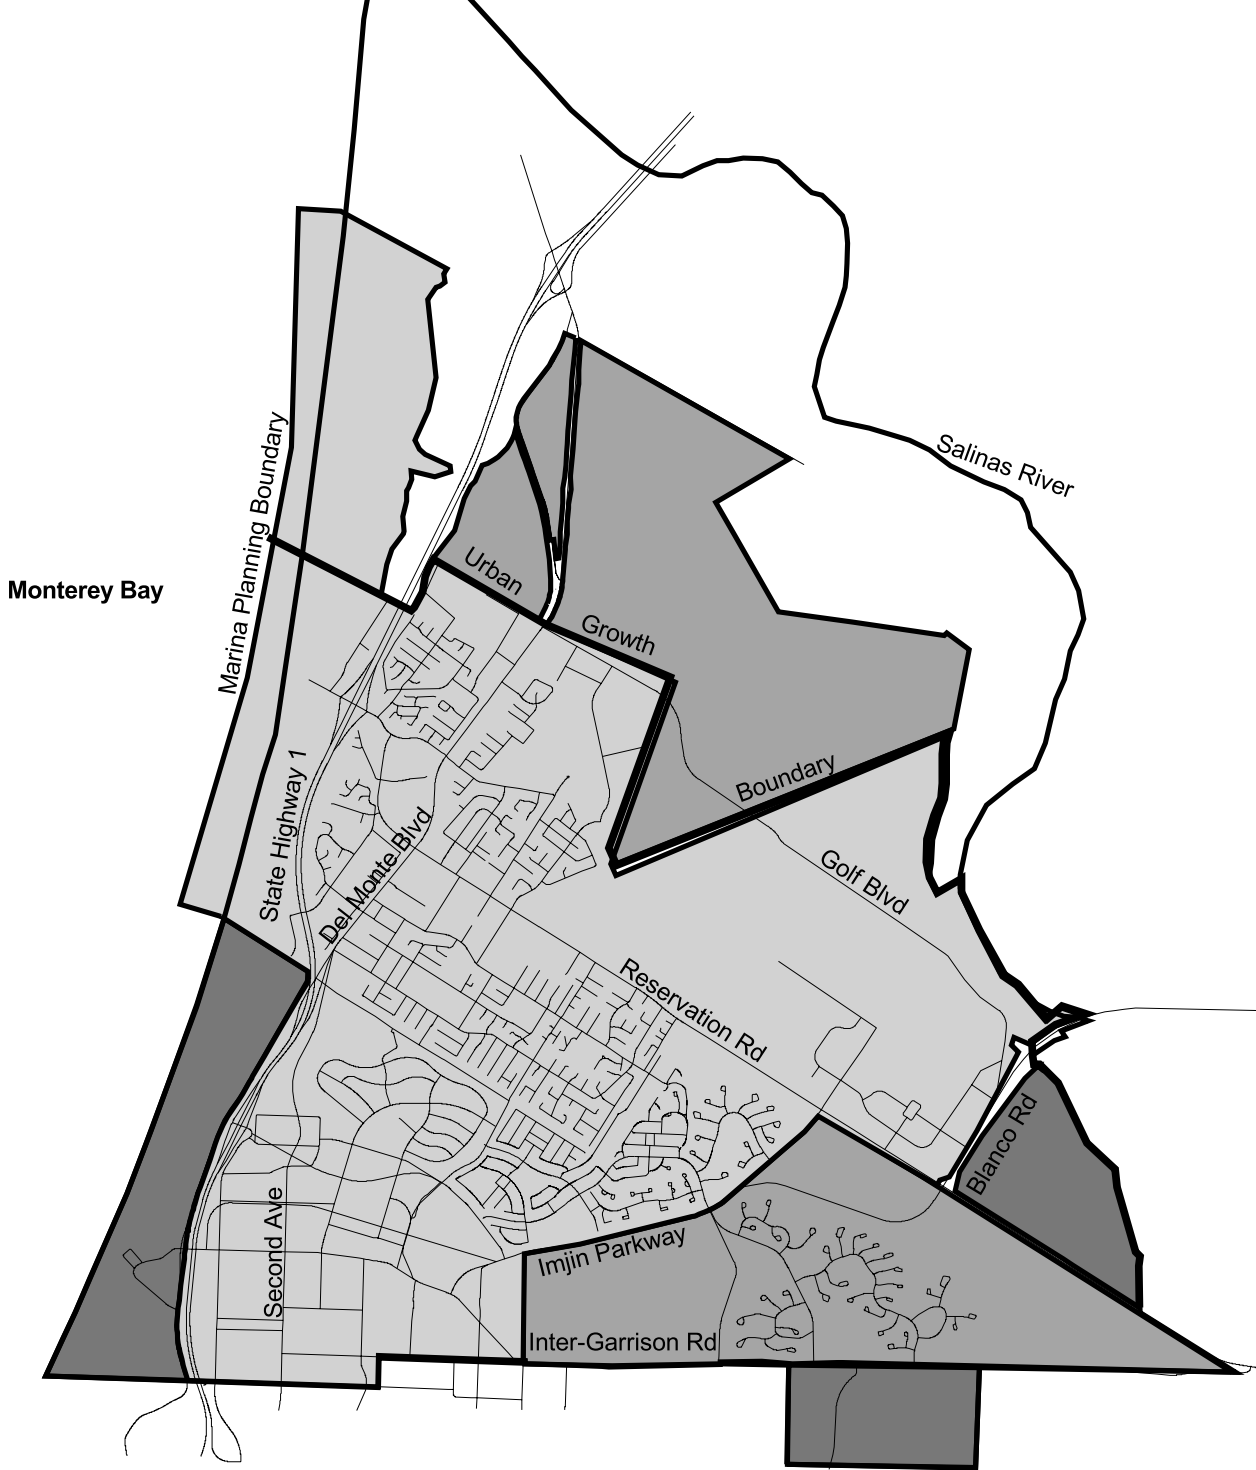 Salinas River
Marina Planning Boundary
Monterey Bay
Urban
Growth
Boundary
State Highway 1
Del Monte Blvd
Golf Blvd
Reservation Rd
Blanco Rd
Second Ave
Imjin Parkway
Inter-Garrison Rd